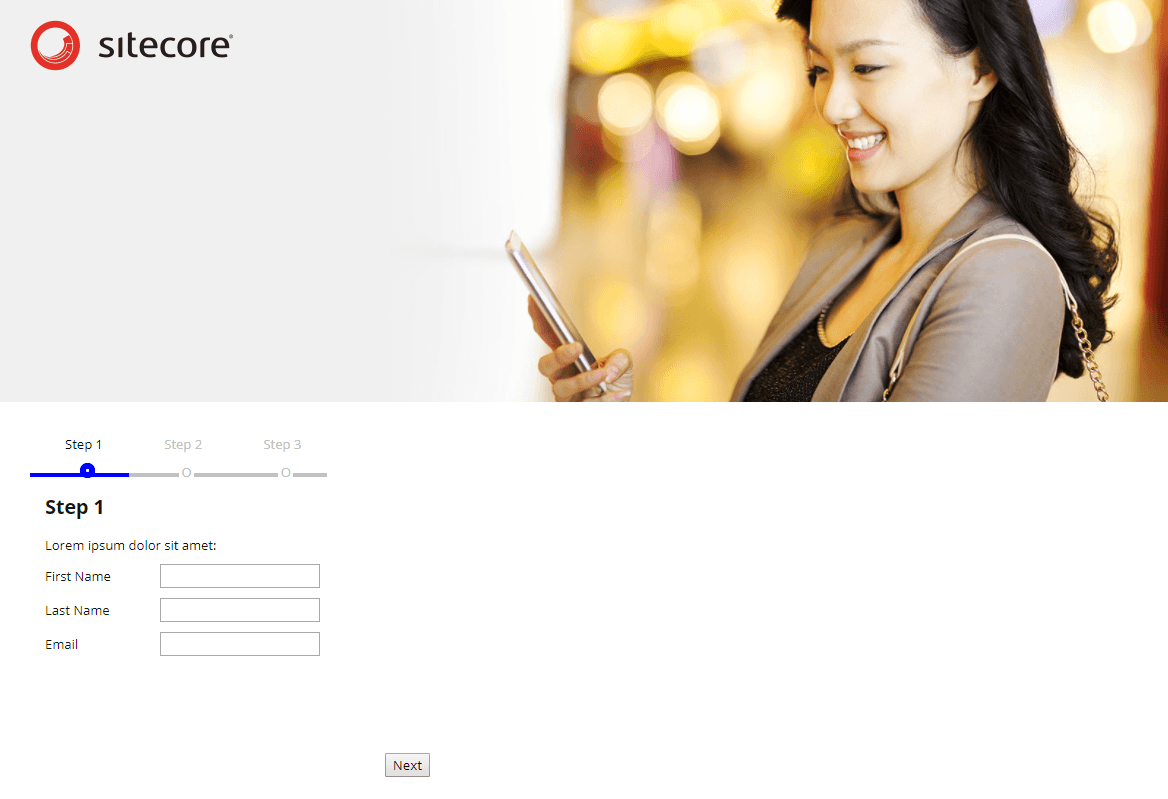 sitecore®
Step 1 Step 2 Step 3
Step 1
Lorem ipsum dolor sit amet:
First Name
Last Name
Email
Next